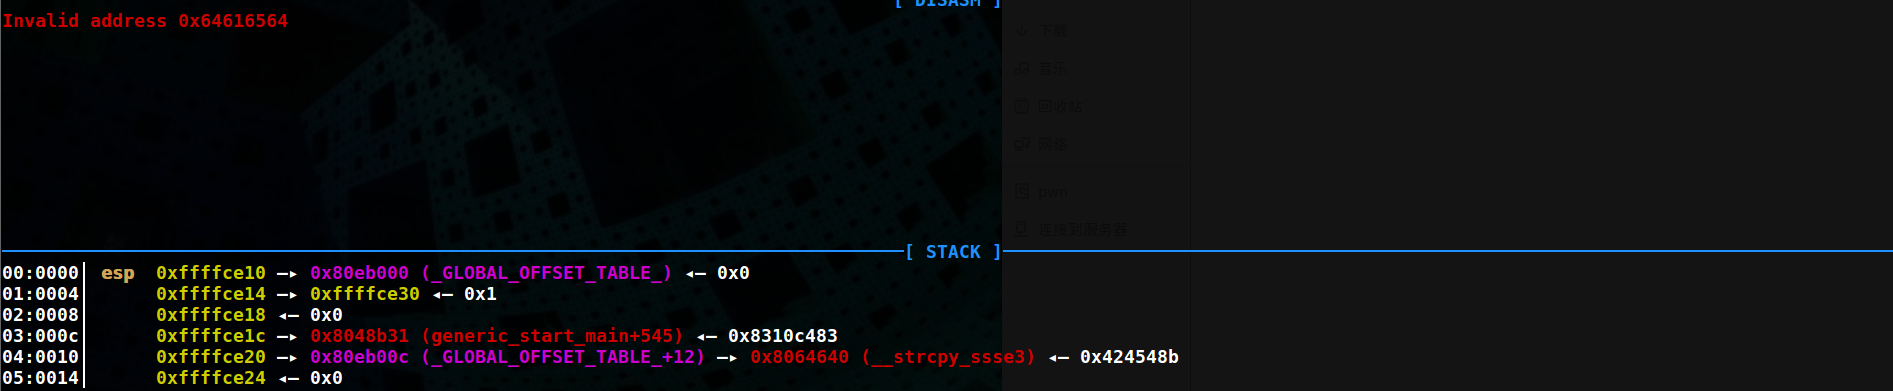 [ DISASM ]
Invalid address 0x64616564
下载
音乐
回收站
网络
pwn
连接到服务器
[ STACK ]
00:0000│ esp 0xffffce10 —▸ 0x80eb000 (_GLOBAL_OFFSET_TABLE_) ◂— 0x0
01:0004│ 0xffffce14 —▸ 0xffffce30 ◂— 0x1
02:0008│ 0xffffce18 ◂— 0x0
03:000c│ 0xffffce1c —▸ 0x8048b31 (generic_start_main+545) ◂— 0x8310c483
04:0010│ 0xffffce20 —▸ 0x80eb00c (_GLOBAL_OFFSET_TABLE_+12) —▸ 0x8064640 (__strcpy_ssse3) ◂— 0x424548b
05:0014│ 0xffffce24 ◂— 0x0